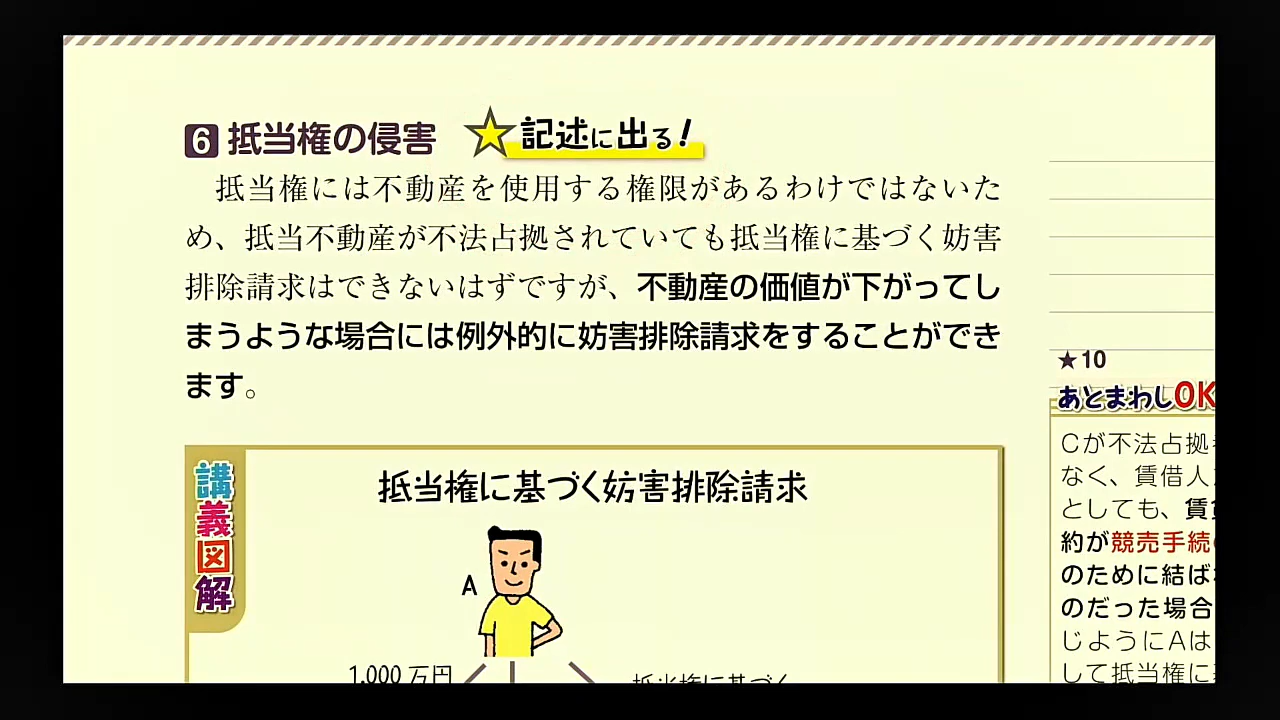 6 抵当権の侵害 ☆記述に出る!
抵当権には不動産を使用する権限があるわけではないた
め、抵当不動産が不法占拠されていても抵当権に基づく妨害
排除請求はできないはずですが、不動産の価値が下がってし
まうような場合には例外的に妨害排除請求をすることができ
ます。
講義図解
抵当権に基づく妨害排除請求
A
1,000 万円
抵当権に基づく
★10
あとまわしOK
Cが不法占拠
なく、賃借人
としても、賃
約が競売手続
のために結ば
のだった場合
じようにAは
して抵当権に